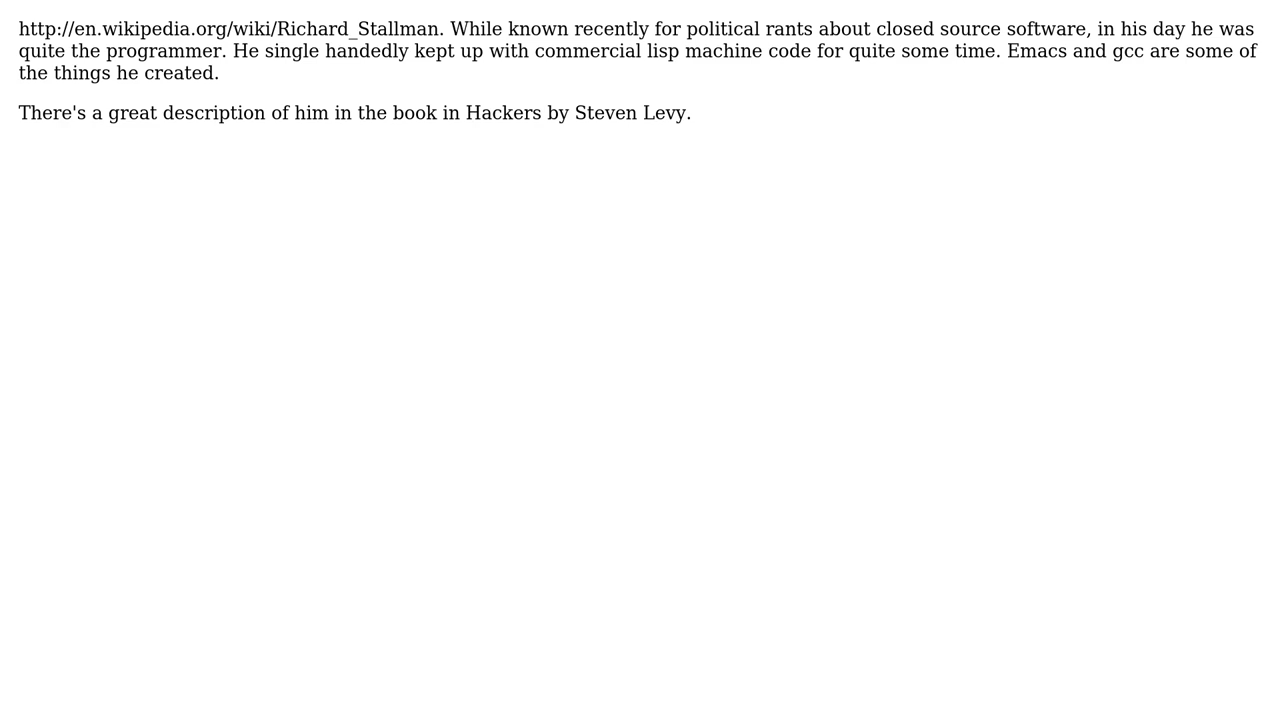 http://en.wikipedia.org/wiki/Richard_Stallman. While known recently for political rants about closed source software, in his day he was
quite the programmer. He single handedly kept up with commercial lisp machine code for quite some time. Emacs and gcc are some of
the things he created.
There's a great description of him in the book in Hackers by Steven Levy.